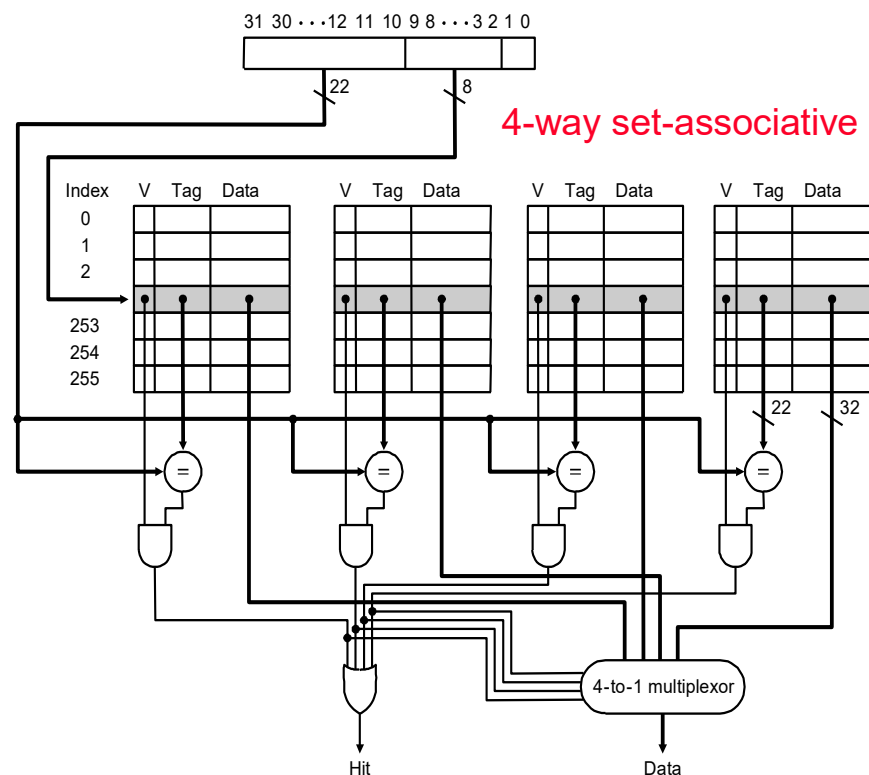 31 30 ···12 11 10 9 8 ···3 2 1 0
22 8
4-way set-associative
Index V Tag Data V Tag Data V Tag Data V Tag Data
0
1
2
253
254
255
22 32
= = = =
4-to-1 multiplexor
Hit Data